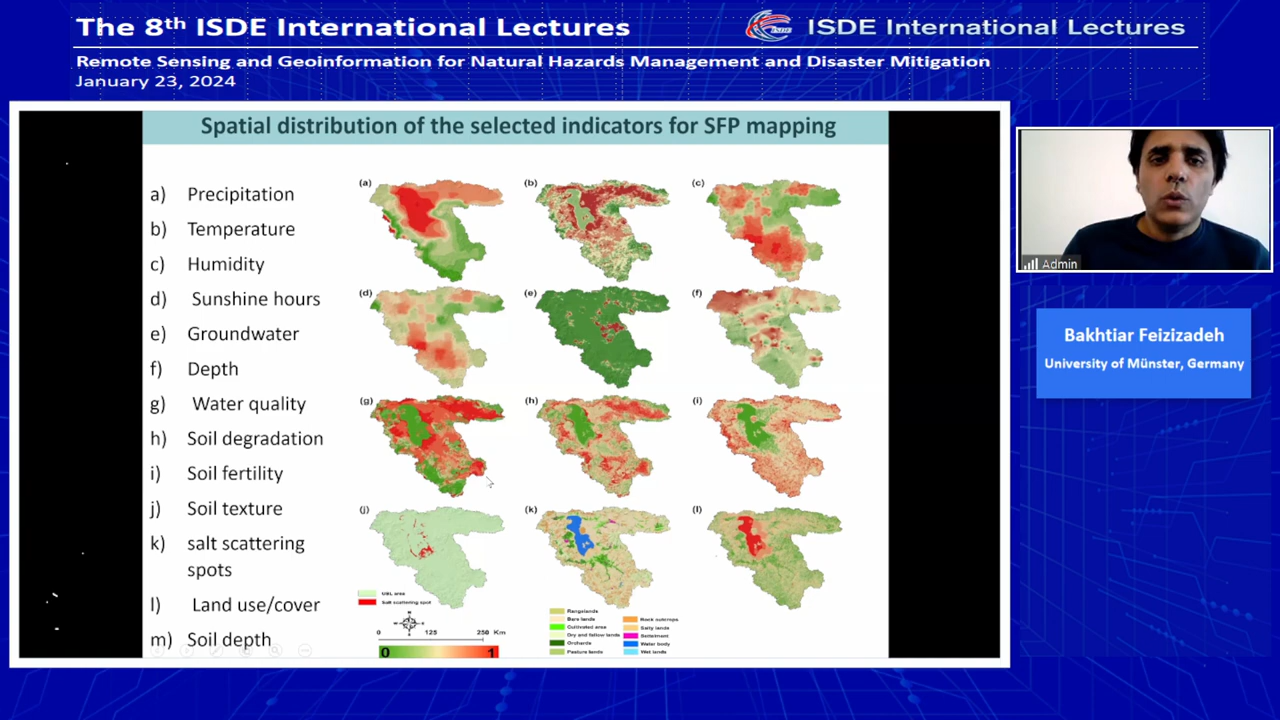 The 8th ISDE International Lectures
ISDE International Lectures
Remote Sensing and Geoinformation for Natural Hazards Management and Disaster Mitigation
January 23, 2024
Spatial distribution of the selected indicators for SFP mapping
a) Precipitation
b) Temperature
c) Humidity
d) Sunshine hours
e) Groundwater
f) Depth
g) Water quality
h) Soil degradation
i) Soil fertility
j) Soil texture
k) salt scattering
spots
l) Land use/cover
m) Soil depth
(a) (b) (c)
(d) (e) (f)
(g) (h) (i)
(j) (k) (l)
Salt scattering spot
0 125 250 Km
0 1
Rangelands
Bare lands
Cultivated area
Dry and fallow lands
Orchards
Pasture lands
Rock outcrops
Salty lands
Settelment
Water body
Wet lands
Admin
Bakhtiar Feizizadeh
University of Münster, Germany